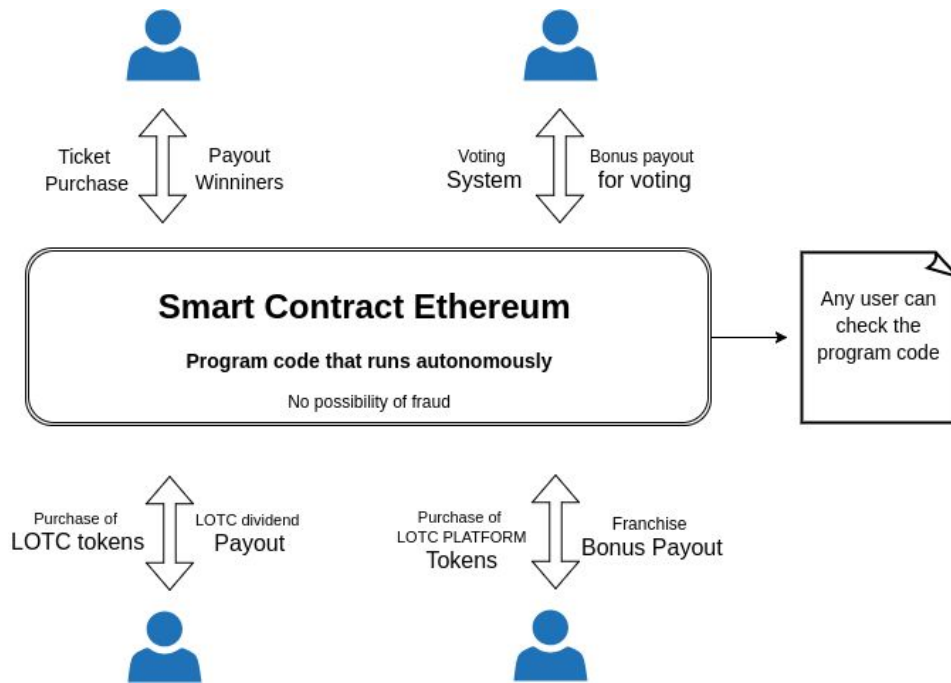 Ticket
Purchase
Payout
Winniners
Voting
System
Bonus payout
for voting
Smart Contract Ethereum
Program code that runs autonomously
No possibility of fraud
Any user can
check the
program code
Purchase of
LOTC tokens
LOTC dividend
Payout
Purchase of
LOTC PLATFORM
Tokens
Franchise
Bonus Payout